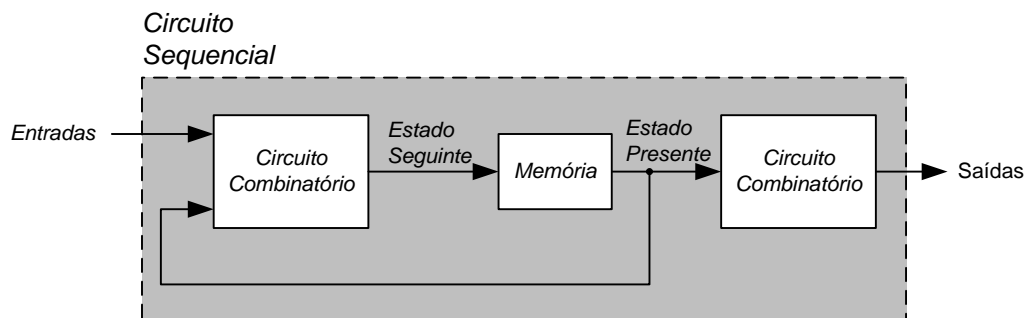 Circuito
Sequencial
Entradas
Circuito
Combinatório
Estado
Seguinte
Memória
Estado
Presente
Circuito
Combinatório
Saídas